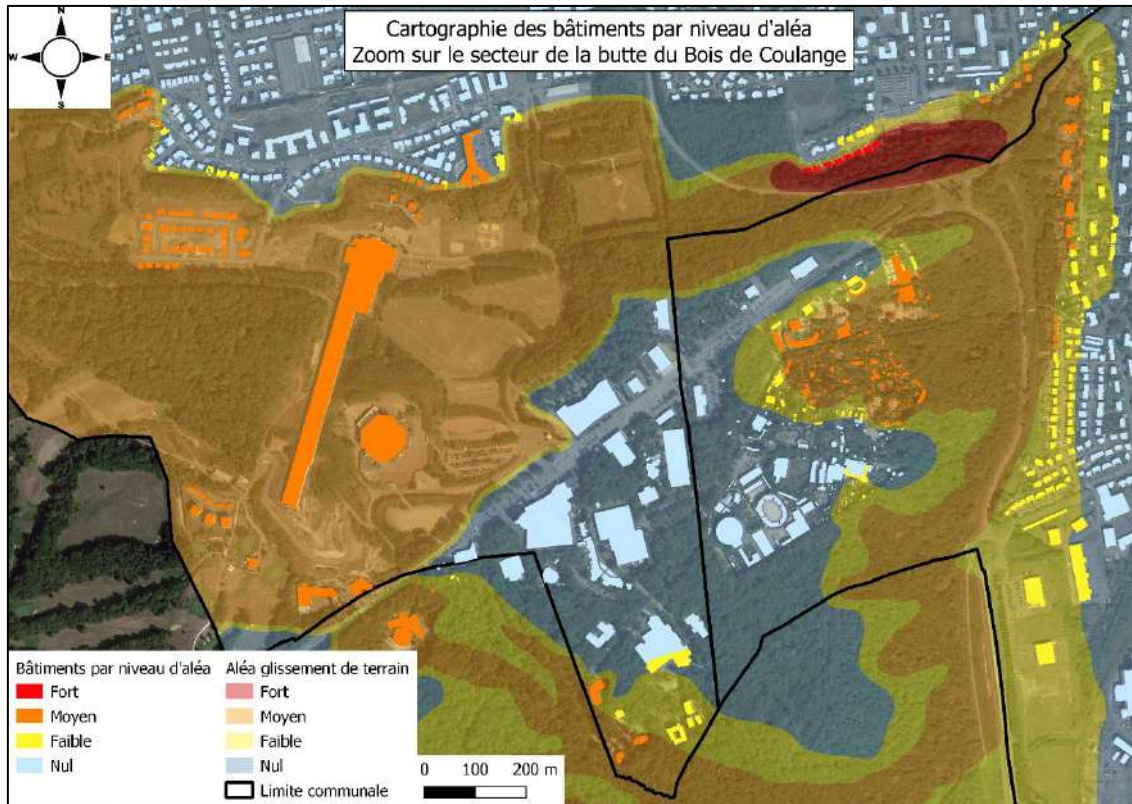 Cartographie des bâtiments par niveau d'aléa
Zoom sur le secteur de la butte du Bois de Coulange
N
W E
S
Bâtiments par niveau d'aléa
Fort
Moyen
Faible
Nul
Aléa glissement de terrain
Fort
Moyen
Faible
Nul
Limite communale
0 100 200 m